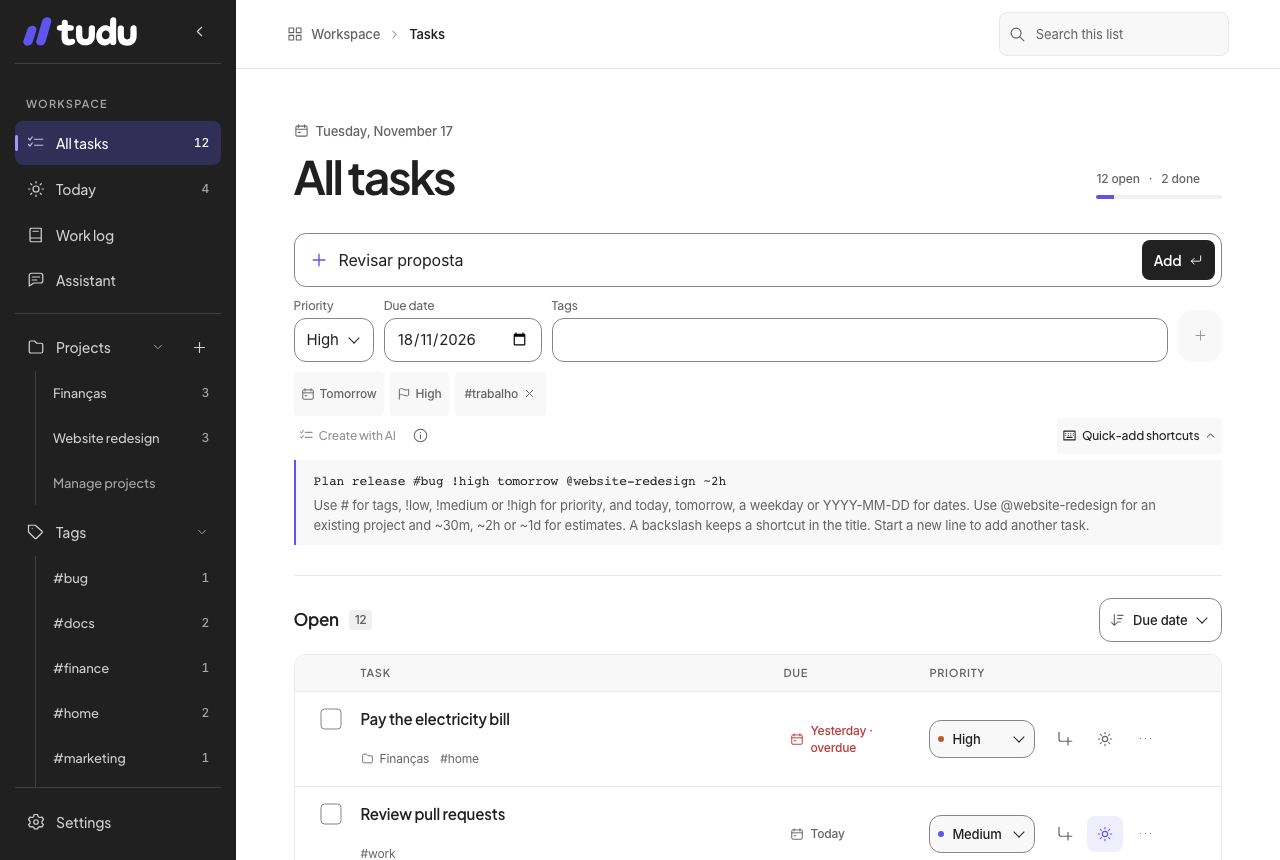 tudu
WORKSPACE
All tasks 12
Today 4
Work log
Assistant
Projects
Finanças 3
Website redesign 3
Manage projects
Tags
#bug 1
#docs 2
#finance 1
#home 2
#marketing 1
Settings
Workspace Tasks
Search this list
Tuesday, November 17
All tasks
12 open · 2 done
Revisar proposta
Add
Priority Due date Tags
High 18/11/2026
Tomorrow High #trabalho
Create with AI
Quick-add shortcuts
Plan release #bug !high tomorrow @website-redesign ~2h
Use # for tags, !low, !medium or !high for priority, and today, tomorrow, a weekday or YYYY-MM-DD for dates. Use @website-redesign for an
existing project and ~30m, ~2h or ~1d for estimates. A backslash keeps a shortcut in the title. Start a new line to add another task.
Open 12
Due date
TASK DUE PRIORITY
Pay the electricity bill
Yesterday ·
overdue
High
Finanças #home
Review pull requests
Today
Medium
#work